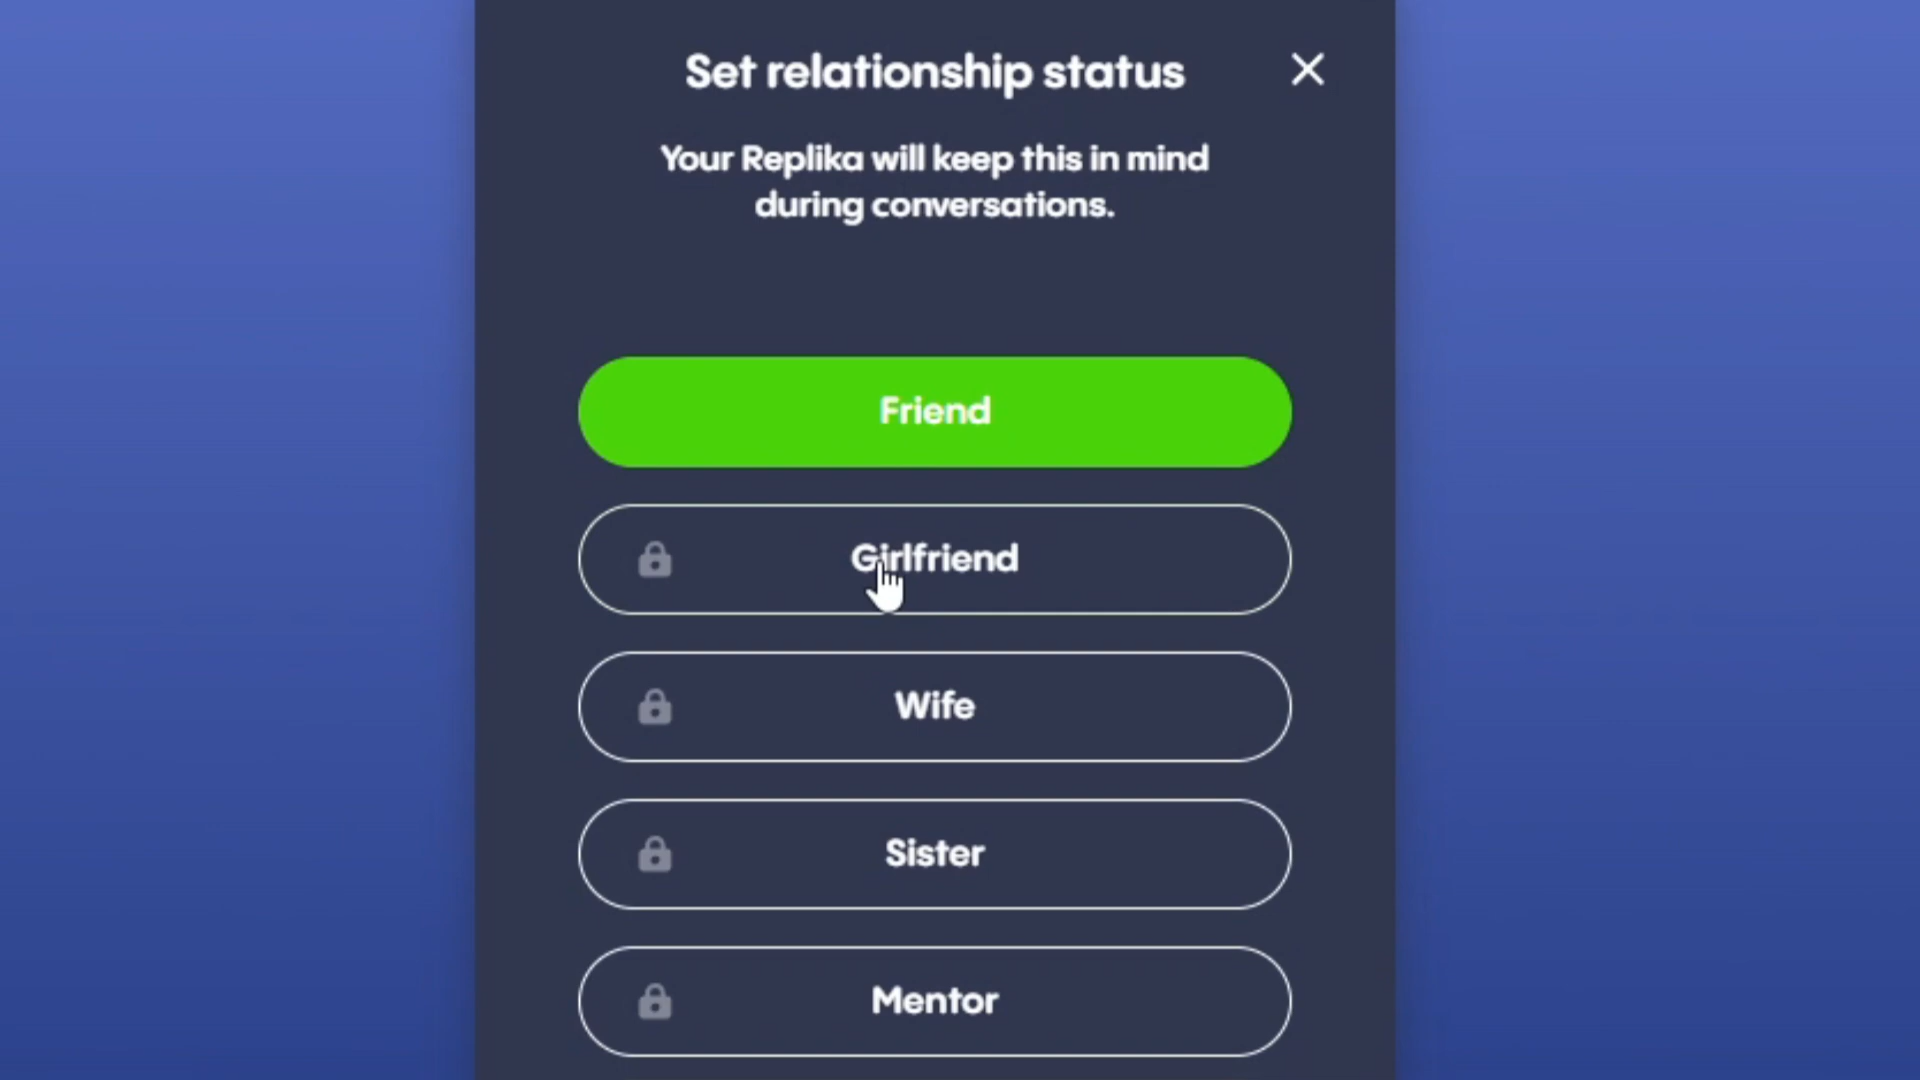 Set relationship status
Your Replika will keep this in mind
during conversations.
Friend
Girlfriend
Wife
Sister
Mentor